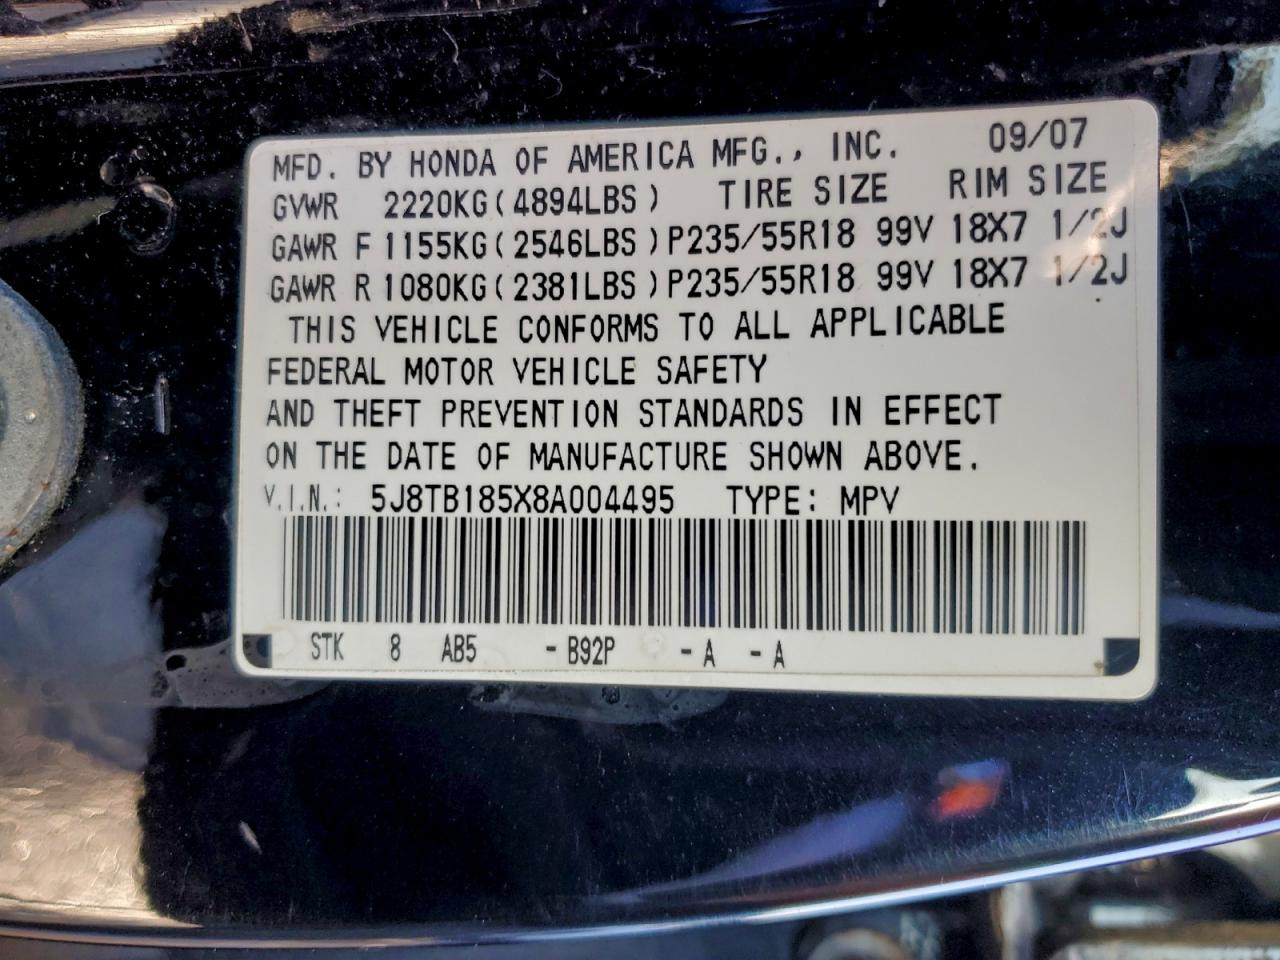 MFD. BY HONDA OF AMERICA MFG., INC. 09/07
GVWR 2220KG(4894LBS) TIRE SIZE RIM SIZE
GAWR F 1155KG(2546LBS) P235/55R18 99V 18X7 1/2J
GAWR R 1080KG(2381LBS) P235/55R18 99V 18X7 1/2J
THIS VEHICLE CONFORMS TO ALL APPLICABLE
FEDERAL MOTOR VEHICLE SAFETY
AND THEFT PREVENTION STANDARDS IN EFFECT
ON THE DATE OF MANUFACTURE SHOWN ABOVE.
V.I.N.: 5J8TB185X8A004495 TYPE: MPV
STK 8 AB5 -B92P -A -A